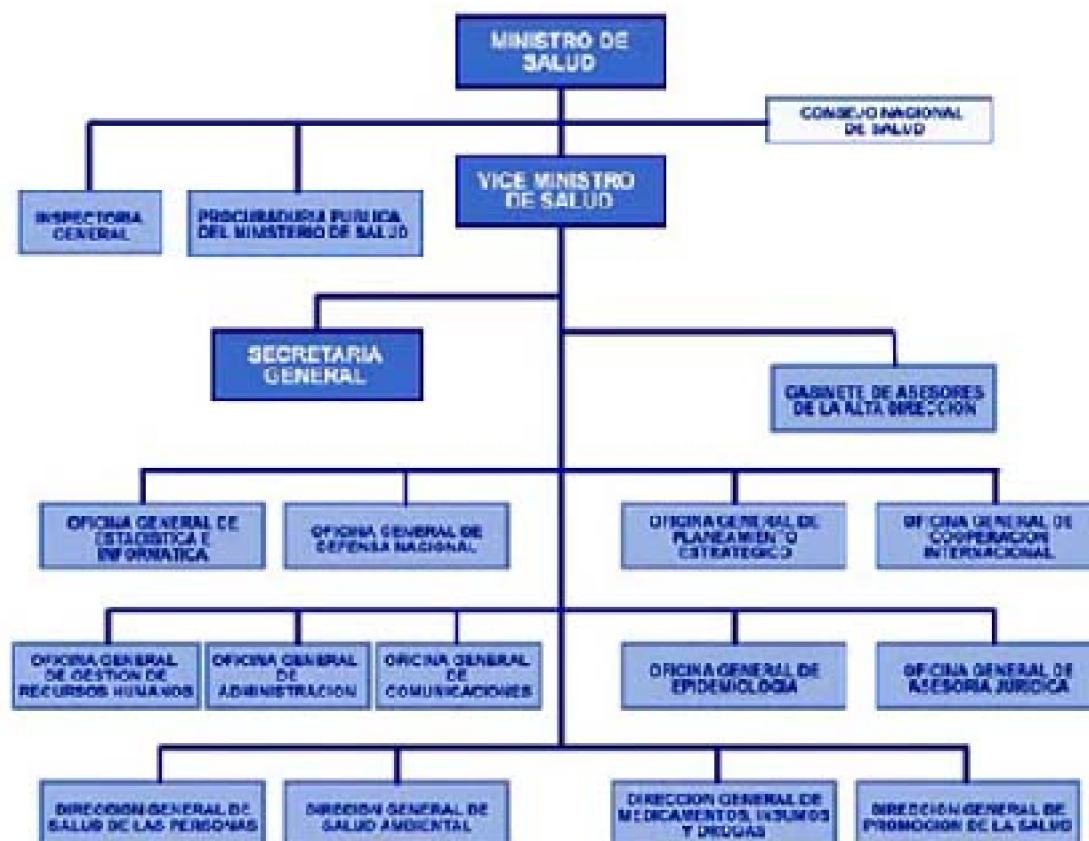 MINISTRO DE
SALUD
CONSEJO NACIONAL
DE SALUD
VICE MINISTRO
DE SALUD
INSPECTORIA
GENERAL
PROCURADURIA PUBLICA
DEL MINISTERIO DE SALUD
SECRETARIA
GENERAL
GABINETE DE ASESORES
DE LA ALTA DIRECCION
OFICINA GENERAL DE
ESTADISTICA E
INFORMATICA
OFICINA GENERAL DE
DEFENSA NACIONAL
OFICINA GENERAL DE
PLANEAMIENTO
ESTRATEGICO
OFICINA GENERAL DE
COOPERACION
INTERNACIONAL
OFICINA GENERAL
DE GESTION DE
RECURSOS HUMANOS
OFICINA GENERAL
DE
ADMINISTRACION
OFICINA GENERAL
DE
COMUNICACIONES
OFICINA GENERAL DE
EPIDEMIOLOGIA
OFICINA GENERAL DE
ASESORIA JURIDICA
DIRECCION GENERAL DE
SALUD DE LAS PERSONAS
DIRECCION GENERAL DE
SALUD AMBIENTAL
DIRECCION GENERAL DE
MEDICAMENTOS, INSUMOS
Y DROGAS
DIRECCION GENERAL DE
PROMOCION DE LA SALUD